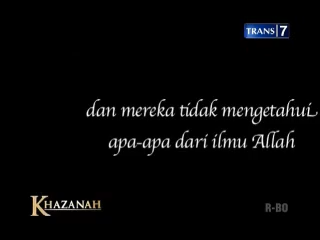 TRANS 7
dan mereka tidak mengetahui
apa-apa dari ilmu Allah
KHAZANAH
R-BO